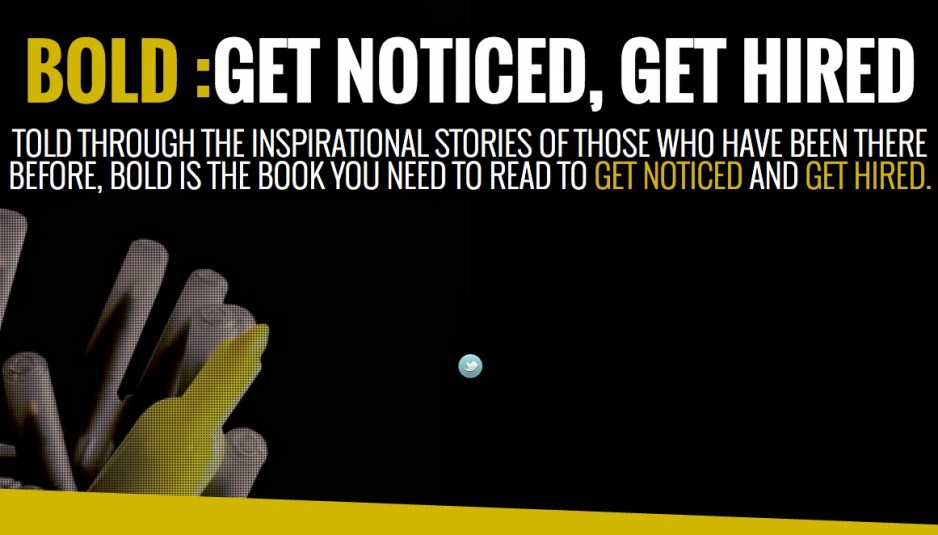 BOLD :GET NOTICED, GET HIRED
TOLD THROUGH THE INSPIRATIONAL STORIES OF THOSE WHO HAVE BEEN THERE
BEFORE, BOLD IS THE BOOK YOU NEED TO READ TO GET NOTICED AND GET HIRED.